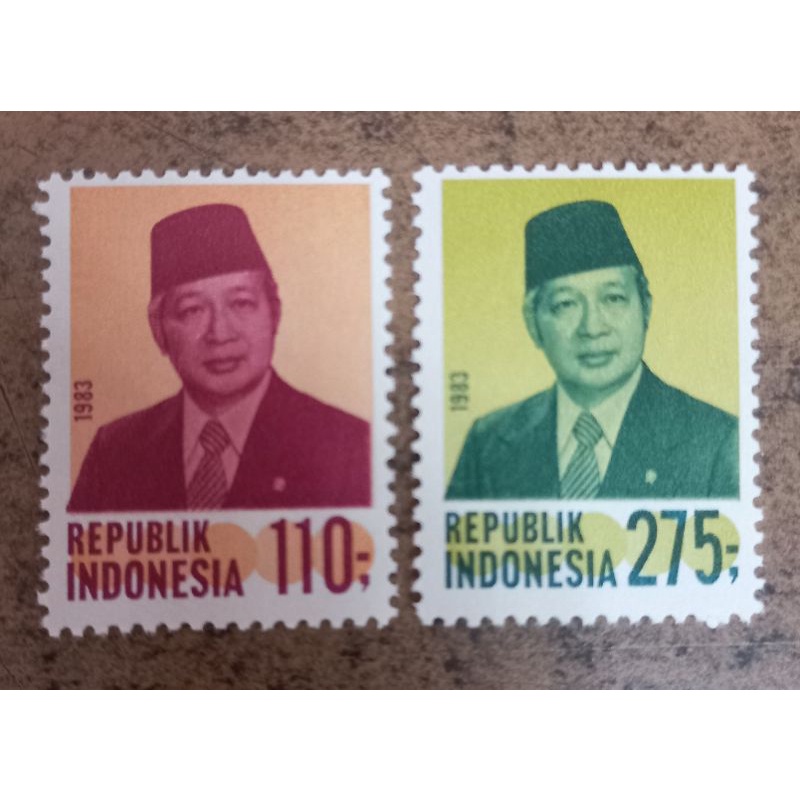 1983
REPUBLIK
INDONESIA 110,-
1983
REPUBLIK
INDONESIA 275,-